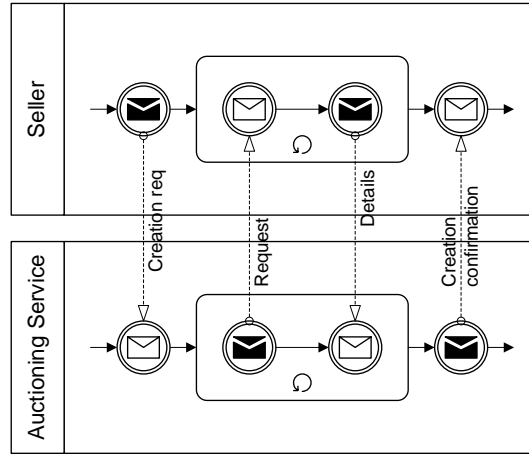 Seller
Creation req
Request
Details
Creation
confirmation
Auctioning Service